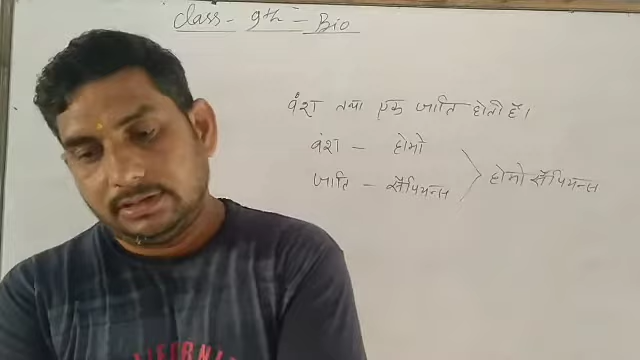 Class - 9th - Bio
वंश तथा एक जाति होती है।
वंश - होमो
जाति - सैपियन्स
होमो सैपियन्स